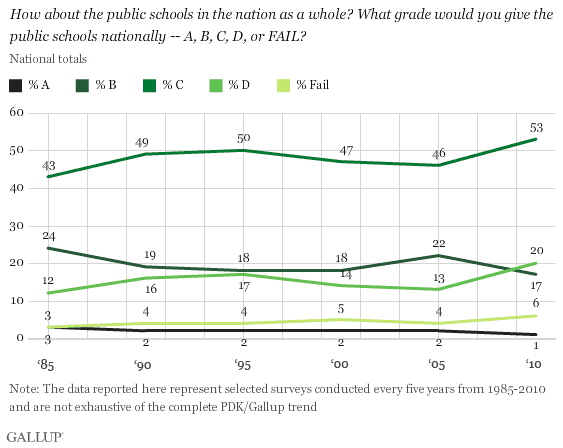 How about the public schools in the nation as a whole? What grade would you give the
public schools nationally -- A, B, C, D, or FAIL?
National totals
% A % B % C % D % Fail
60
50
40
30
20
10
0
43 49 50 47 46 53
24 19 18 18 22 17
12 16 17 14 13 20
3 4 4 5 4 6
3 2 2 2 2 1
‘85 ‘90 ‘95 ‘00 ‘05 ‘10
Note: The data reported here represent selected surveys conducted every five years from 1985-2010
and are not exhaustive of the complete PDK/Gallup trend
GALLUP®